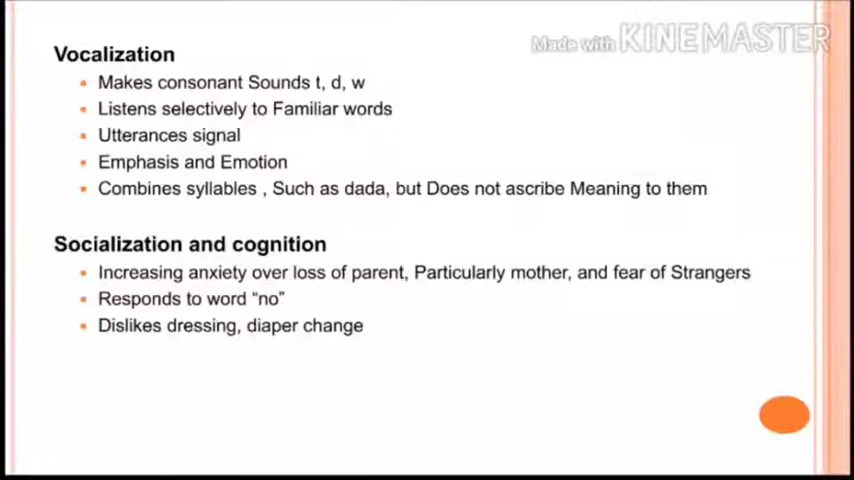 Made with KINEMASTER
Vocalization
Makes consonant Sounds t, d, w
Listens selectively to Familiar words
Utterances signal
Emphasis and Emotion
Combines syllables , Such as dada, but Does not ascribe Meaning to them
Socialization and cognition
Increasing anxiety over loss of parent, Particularly mother, and fear of Strangers
Responds to word “no”
Dislikes dressing, diaper change